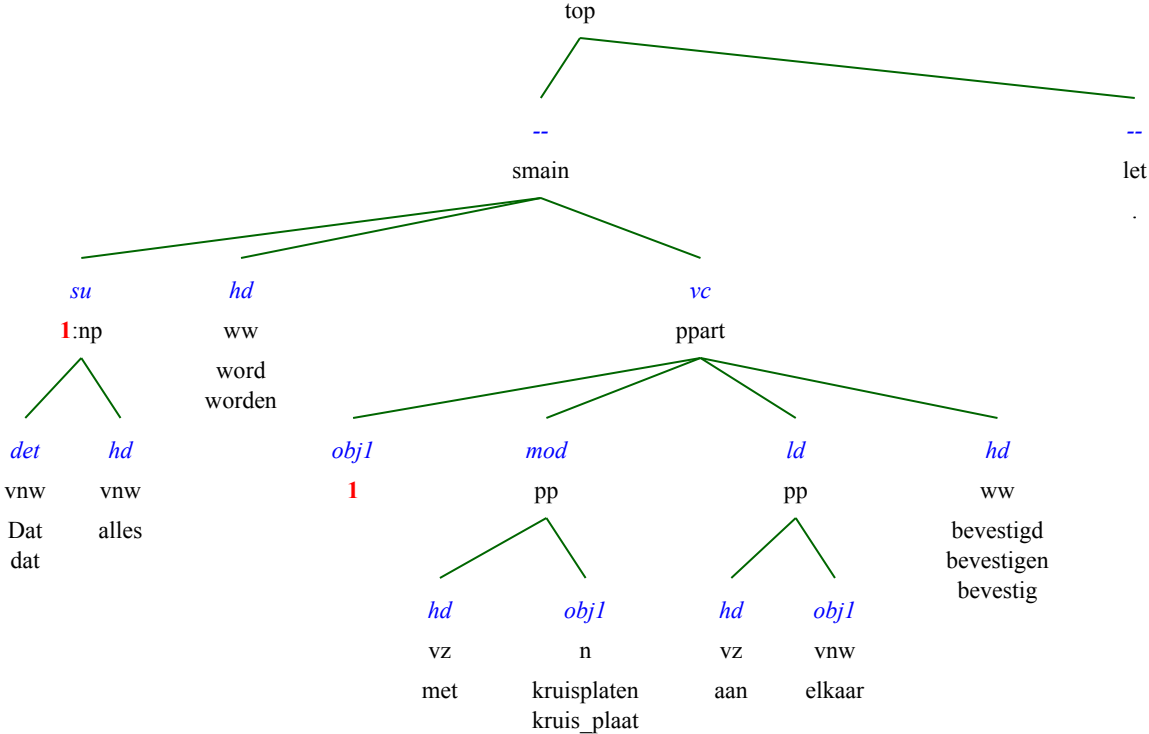 top
-- --
smain let
.
su hd vc
1:np ww ppart
word
worden
det hd obj1 mod ld hd
vnw vnw 1 pp pp ww
Dat alles bevestigd
dat bevestigen
bevestig
hd obj1 hd obj1
vz n vz vnw
met kruisplaten aan elkaar
kruis_plaat